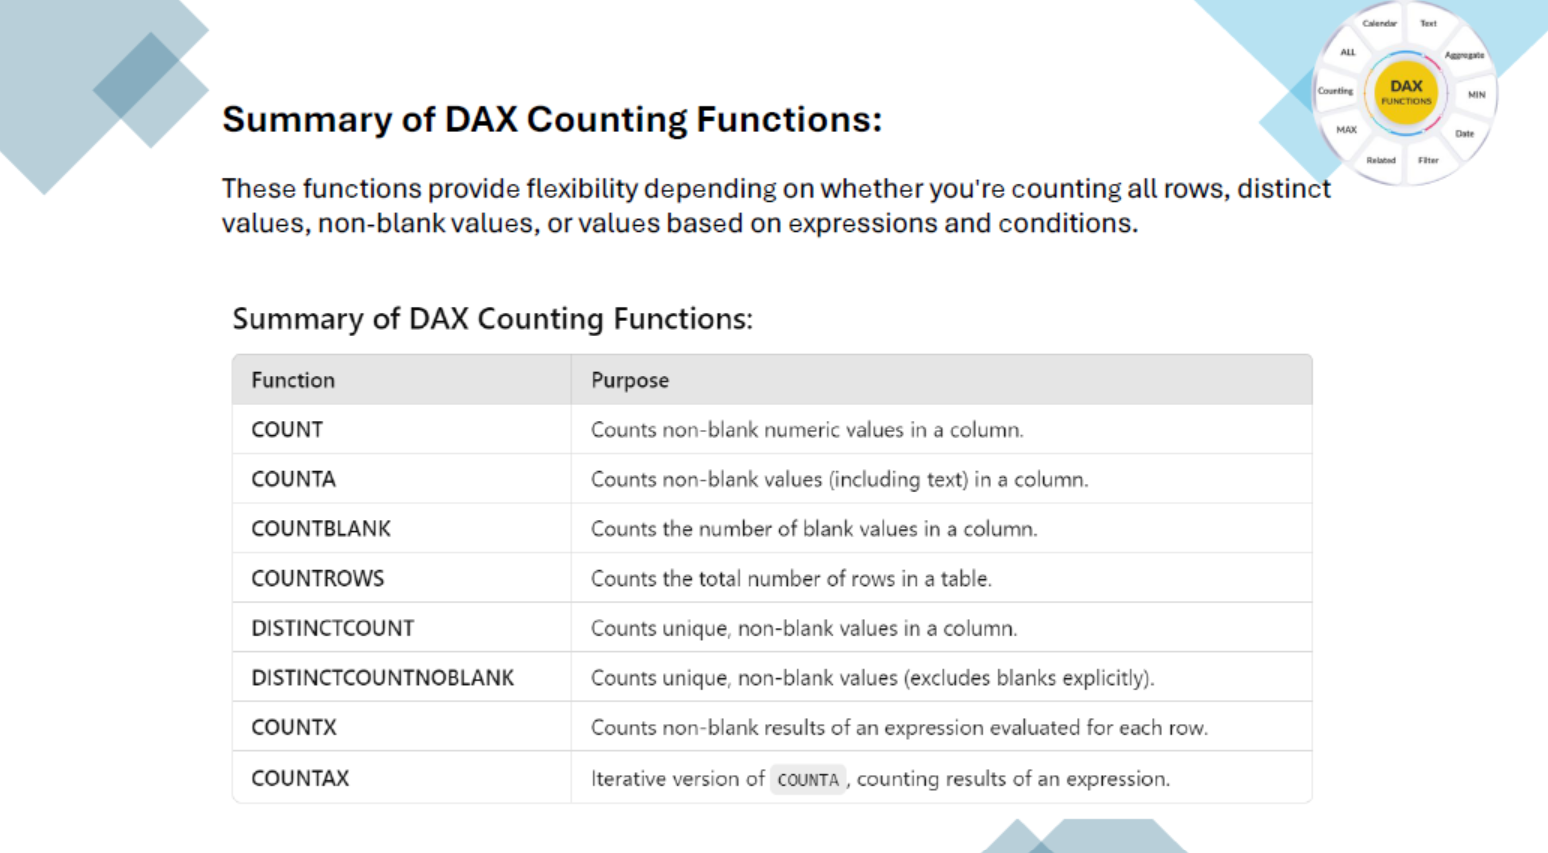 Calendar Text
ALL Aggregate
Counting DAX MIN
FUNCTIONS
MAX Date
Related Filter
Summary of DAX Counting Functions:
These functions provide flexibility depending on whether you're counting all rows, distinct
values, non-blank values, or values based on expressions and conditions.
Summary of DAX Counting Functions:
Function Purpose
COUNT Counts non-blank numeric values in a column.
COUNTA Counts non-blank values (including text) in a column.
COUNTBLANK Counts the number of blank values in a column.
COUNTROWS Counts the total number of rows in a table.
DISTINCTCOUNT Counts unique, non-blank values in a column.
DISTINCTCOUNTNOBLANK Counts unique, non-blank values (excludes blanks explicitly).
COUNTX Counts non-blank results of an expression evaluated for each row.
COUNTAX Iterative version of COUNTA, counting results of an expression.